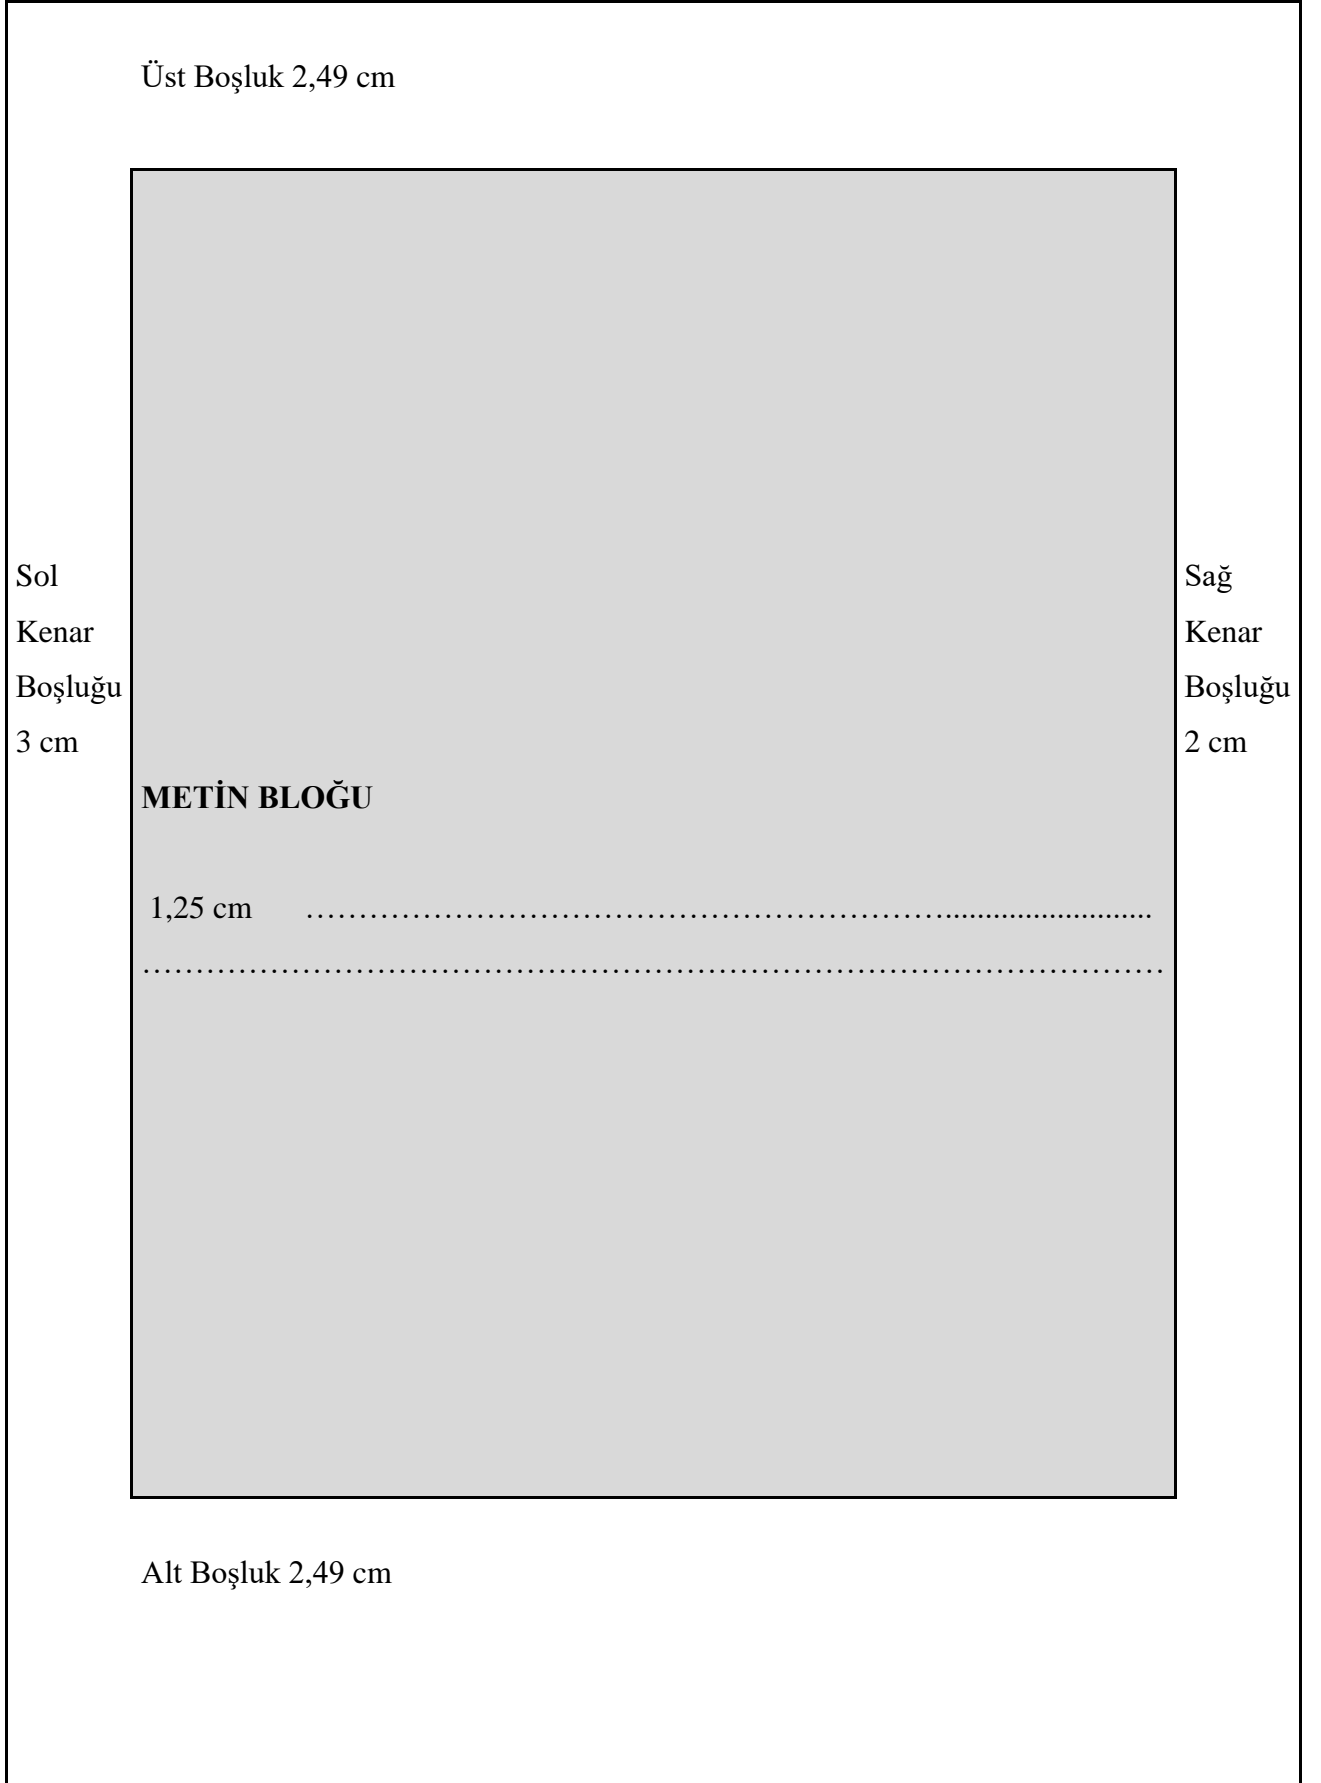 Üst Boşluk 2,49 cm
Sol
Kenar
Boşluğu
3 cm
Sağ
Kenar
Boşluğu
2 cm
METİN BLOĞU
1,25 cm ……………………………………………………..........................
……………………………………………………………………………………
Alt Boşluk 2,49 cm